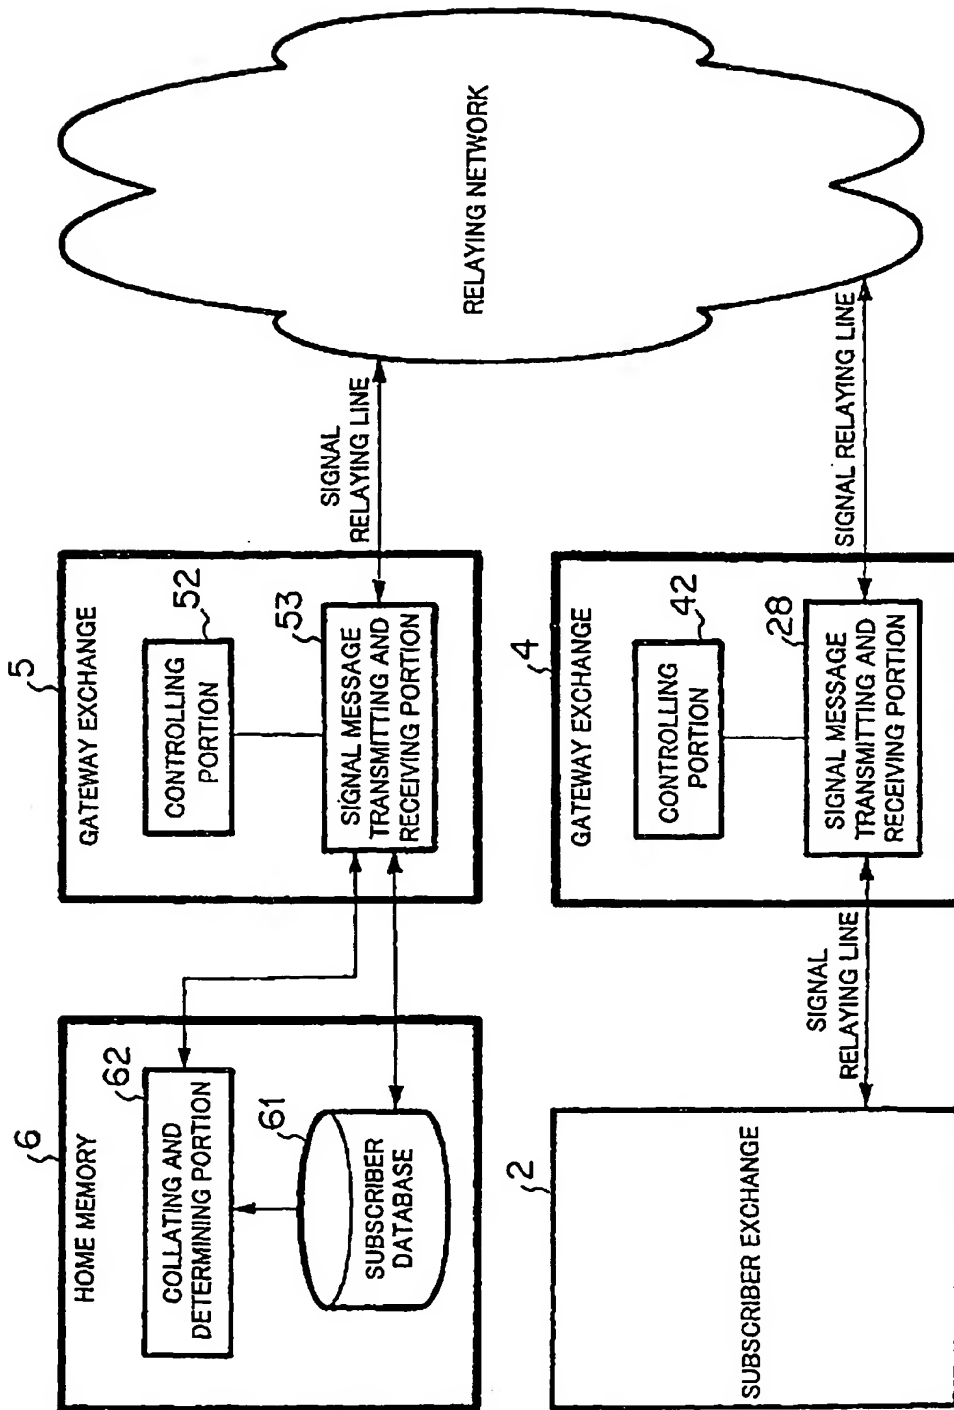 6
HOME MEMORY
62
COLLATING AND
DETERMINING PORTION
61
SUBSCRIBER
DATABASE
5
GATEWAY EXCHANGE
52
CONTROLLING
PORTION
53
SIGNAL MESSAGE
TRANSMITTING AND
RECEIVING PORTION
SIGNAL
RELAYING LINE
RELAYING NETWORK
2
SUBSCRIBER EXCHANGE
SIGNAL
RELAYING LINE
4
GATEWAY EXCHANGE
42
CONTROLLING
PORTION
28
SIGNAL MESSAGE
TRANSMITTING AND
RECEIVING PORTION
SIGNAL RELAYING LINE